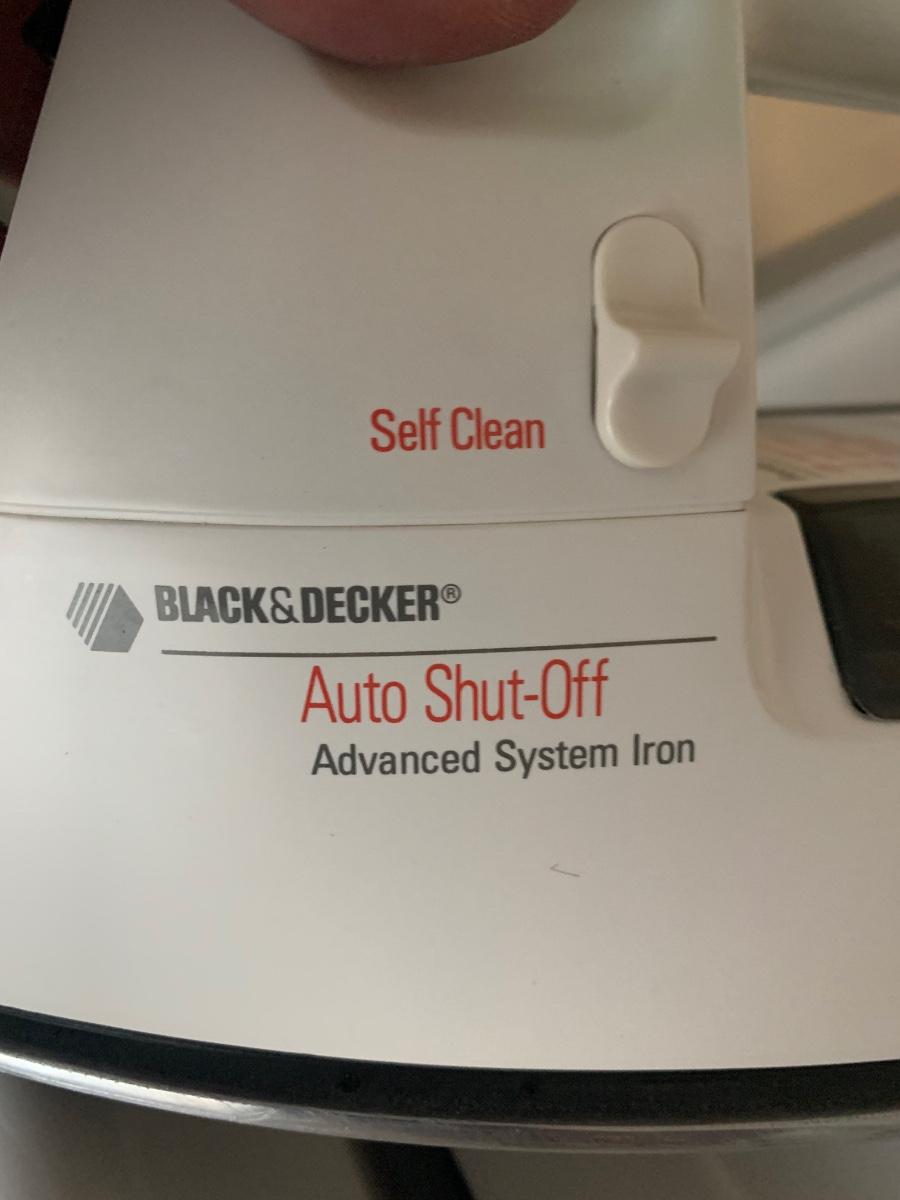 Self Clean
BLACK&DECKER®
Auto Shut-Off
Advanced System Iron